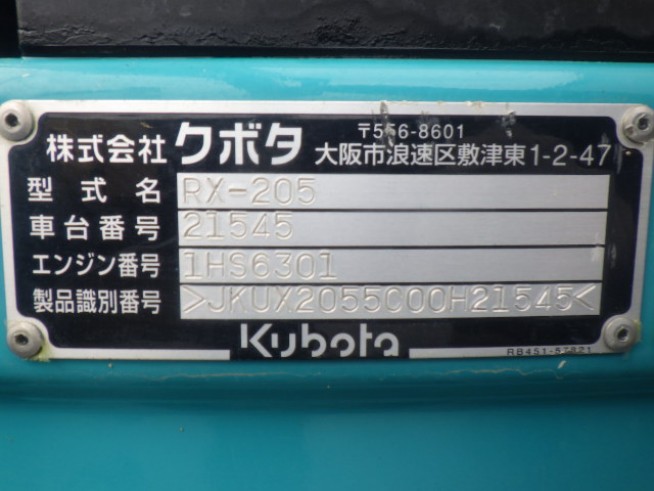 株式会社クボタ 〒556-8601
大阪市浪速区敷津東1-2-47
型式名 RX-205
車台番号 21545
エンジン番号 1HS6301
製品識別番号 >JKUX2055C00H21545<
Kubota